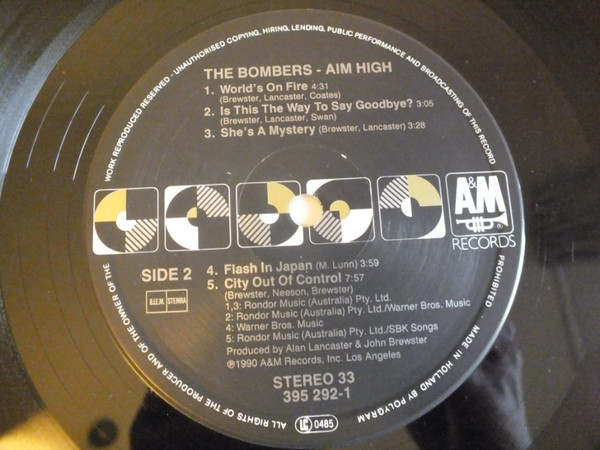 WORK REPRODUCED RESERVED - UNAUTHORISED COPYING, HIRING, LENDING, PUBLIC PERFORMANCE AND BROADCASTING OF THIS RECORD
THE BOMBERS - AIM HIGH
1. World's On Fire 4:31
(Brewster, Lancaster, Coates)
2. Is This The Way To Say Goodbye? 3:05
(Brewster, Lancaster, Swan)
3. She's A Mystery (Brewster, Lancaster) 3:28
A&M
RECORDS
SIDE 2
B.I.E.M. STEMRA
4. Flash In Japan (M. Lunn) 3:59
5. City Out Of Control 7:57
(Brewster, Neeson, Brewster)
1,3: Rondor Music (Australia) Pty. Ltd.
2: Rondor Music (Australia) Pty. Ltd./Warner Bros. Music
4: Warner Bros. Music
5: Rondor Music (Australia) Pty. Ltd./SBK Songs
Produced by Alan Lancaster & John Brewster
℗1990 A&M Records, Inc. Los Angeles
STEREO 33
395 292-1
PROHIBITED · MADE IN HOLLAND BY POLYGRAM
LC 0485
ALL RIGHTS OF THE PRODUCER AND OF THE OWNER OF THE